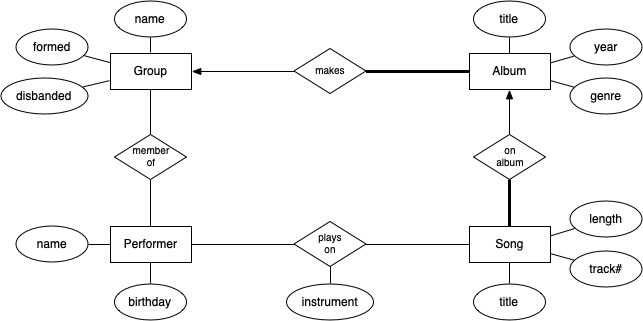 name
title
formed
year
Group
makes
Album
disbanded
genre
member
of
on
album
length
name
Performer
plays
on
Song
track#
birthday
instrument
title